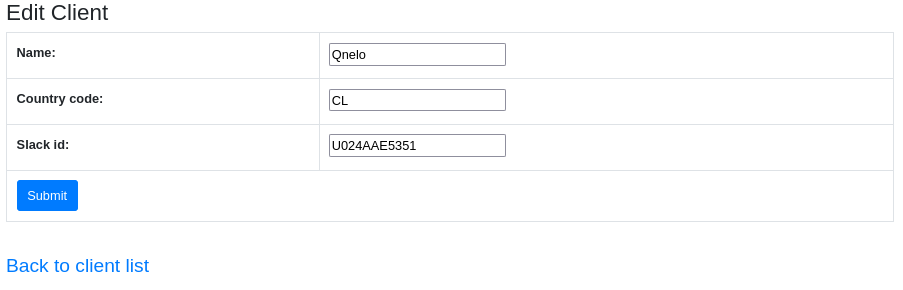 Edit Client
Name: Qnelo
Country code: CL
Slack id: U024AAE5351
Submit
Back to client list